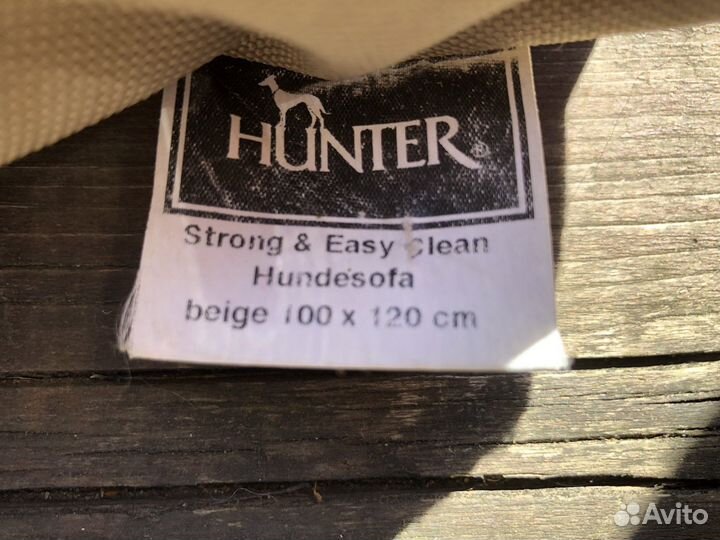 HUNTER®
Strong & Easy Clean
Hundesofa
beige 100 x 120 cm
Avito